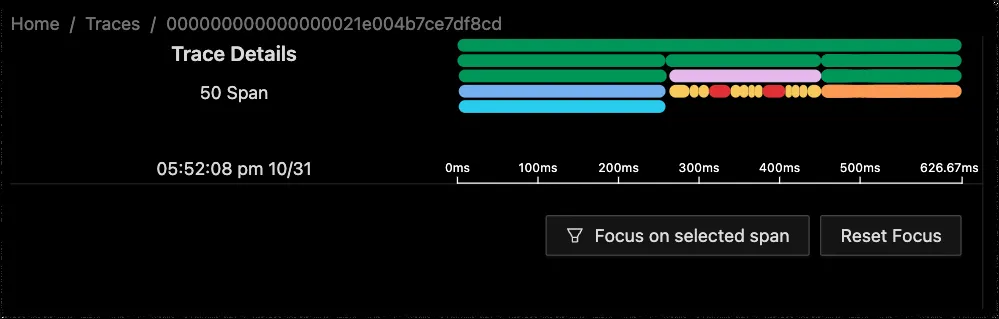 Home / Traces / 000000000000000021e004b7ce7df8cd
Trace Details
50 Span
05:52:08 pm 10/31
0ms 100ms 200ms 300ms 400ms 500ms 626.67ms
Focus on selected span Reset Focus